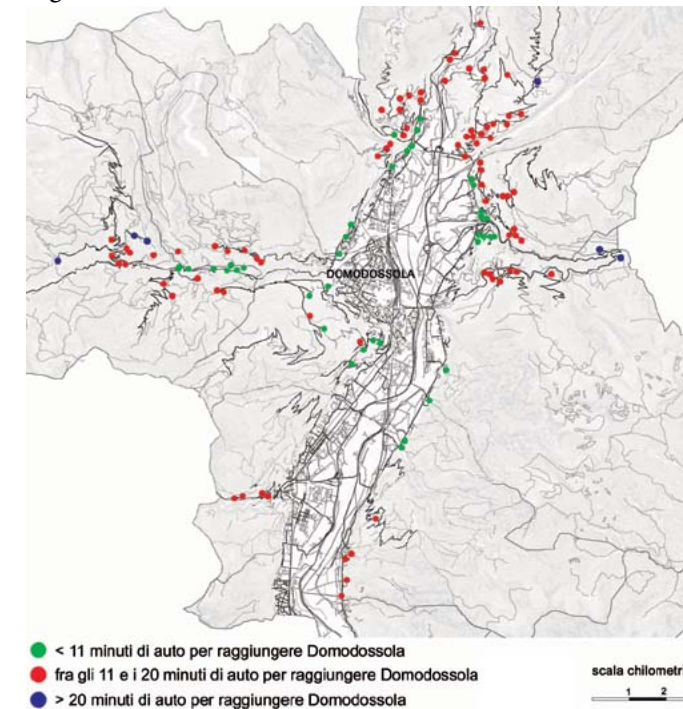 DOMODOSSOLA
< 11 minuti di auto per raggiungere Domodossola
fra gli 11 e i 20 minuti di auto per raggiungere Domodossola
> 20 minuti di auto per raggiungere Domodossola
scala chilometri
1 2